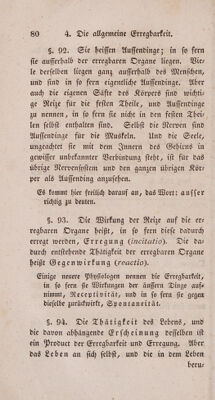 80 4. Die allgemeine Erregbarkeit.
§. 92. Sie heissen Aussendinge; in so fern
sie ausserhalb der erregbaren Organe liegen. Vie-
le derselben liegen ganz ausserhalb des Menschen,
und sind in so fern allgemeine Aussendinge. Aber
auch die eigenen Säfte des Körpers sind wichti-
ge Reize für die festen Theile, und Aussendinge
zu nennen, in so fern sie nicht in den festen Thei-
len selbst enthalten sind. Selbst die Nerven sind
Aussendinge für die Muskeln. Und die Seele,
ungeachtet sie mit dem Innern des Gehirns in
gewisser unbekannter Verbindung steht, ist für das
übrige Nervensystem und den ganzen übrigen Kör-
per als Aussending anzusehen.
Es kommt hier freilich darauf an, das Wort: ausser
richtig zu deuten.
§. 93. Die Wirkung der Reize auf die er-
regbaren Organe heißt, in so fern diese dadurch
erregt werden, Erregung (incitatio). Die da-
durch entstehende Thätigkeit der erregbaren Organe
heißt Gegenwirkung (reactio).
Einige neuere Physiologen nennen die Erregbarkeit,
in so fern sie Wirkungen der äussern Dinge auf-
nimmt, Receptivität, und in so fern sie gegen
dieselbe zurückwirkt, Spontaneität.
§. 94. Die Thätigkeit des Lebens, und
die davon abhängende Erscheinung desselben ist
ein Product der Erregbarkeit und Erregung. Aber
das Leben an sich selbst, und die in dem Leben
beru-